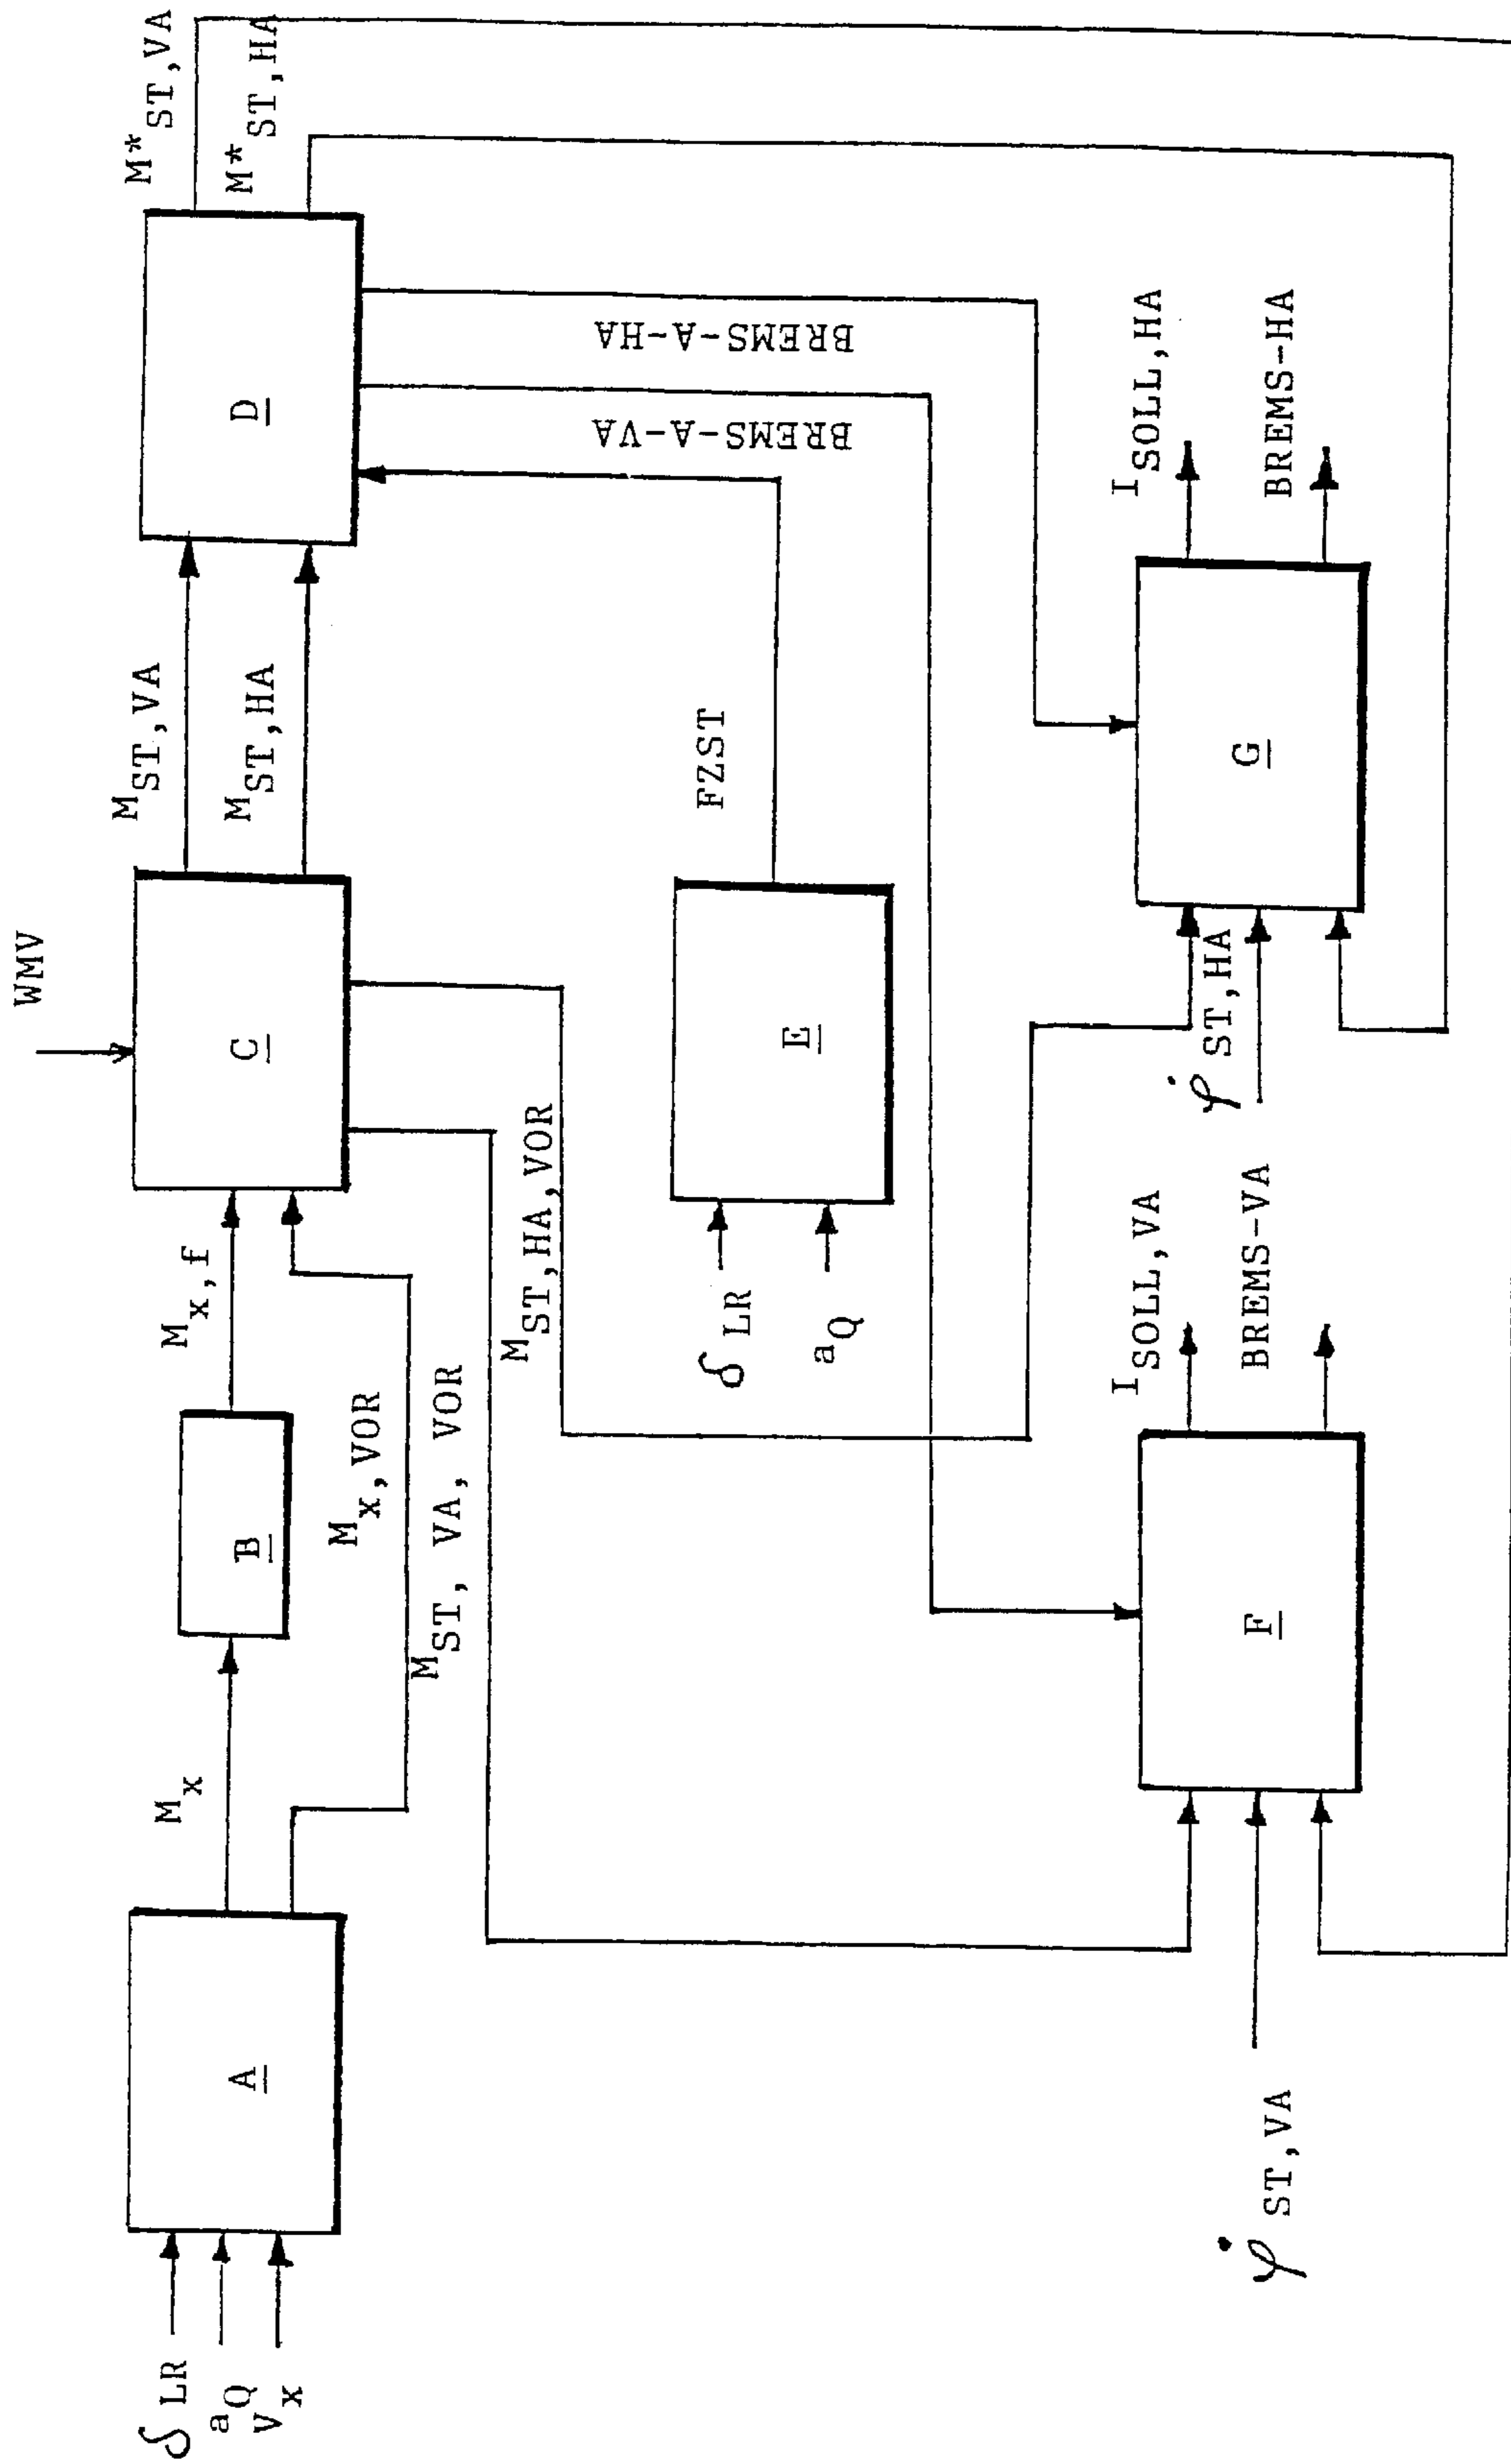 WMV
M*ST,VA
M*ST,HA
MST,VA
MST,HA
Mx
Mx,f
δLR
aQ
Vx
A
B
C
D
Mx,VOR
MST, VA, VOR
MST,HA,VOR
BREMS-A-HA
BREMS-A-VA
FZST
δLR
aQ
E
ISOLL,VA
BREMS-VA
ISOLL,HA
BREMS-HA
φ̇ST,HA
G
F
φ̇ST,VA